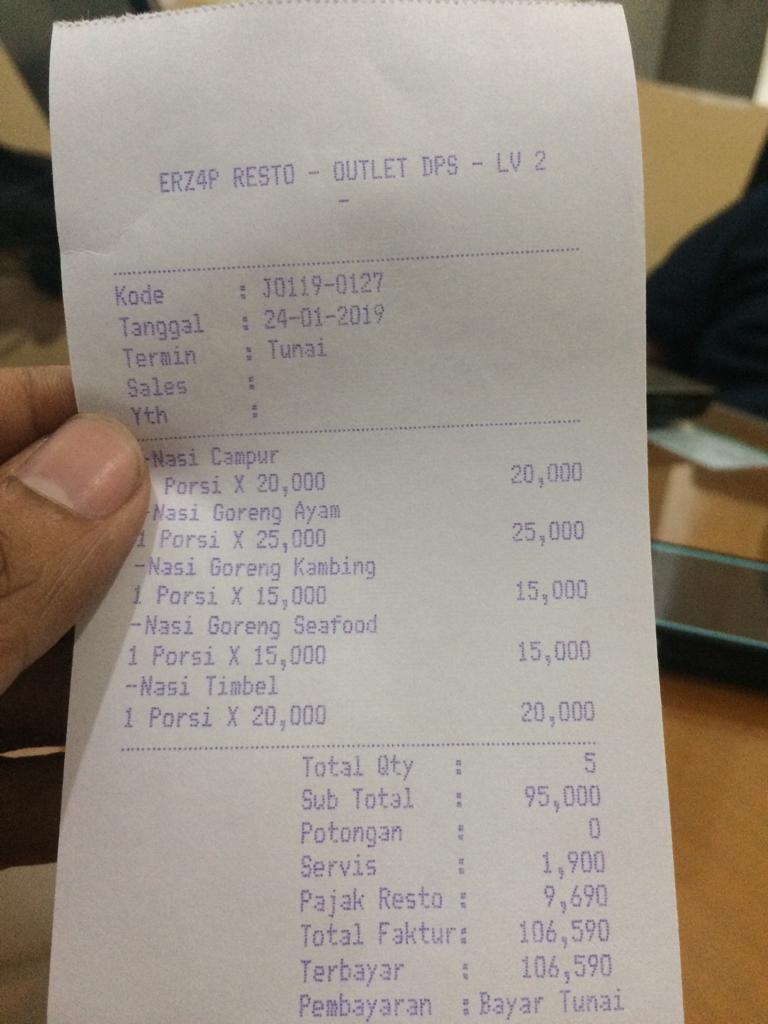 ERZ4P RESTO - OUTLET DPS - LV 2
-
Kode : J0119-0127
Tanggal : 24-01-2019
Termin : Tunai
Sales :
Yth :
-Nasi Campur
Porsi X 20,000 20,000
-Nasi Goreng Ayam
1 Porsi X 25,000 25,000
-Nasi Goreng Kambing
1 Porsi X 15,000 15,000
-Nasi Goreng Seafood
1 Porsi X 15,000 15,000
-Nasi Timbel
1 Porsi X 20,000 20,000
Total Qty : 5
Sub Total : 95,000
Potongan : 0
Servis : 1,900
Pajak Resto : 9,690
Total Faktur: 106,590
Terbayar : 106,590
Pembayaran : Bayar Tunai